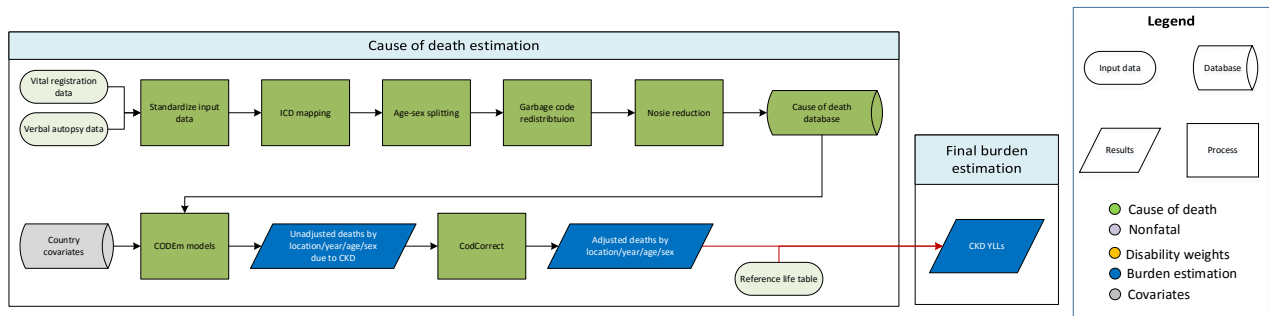 Cause of death estimation
Vital registration
data
Verbal autopsy data
Standardize input
data
ICD mapping
Age-sex splitting
Garbage code
redistribtuion
Nosie reduction
Cause of death
database
Country
covariates
CODEm models
Unadjusted deaths by
location/year/age/sex
due to CKD
CodCorrect
Adjusted deaths by
location/year/age/sex
Reference life table
Final burden
estimation
CKD YLLs
Legend
Input data
Database
Results
Process
Cause of death
Nonfatal
Disability weights
Burden estimation
Covariates